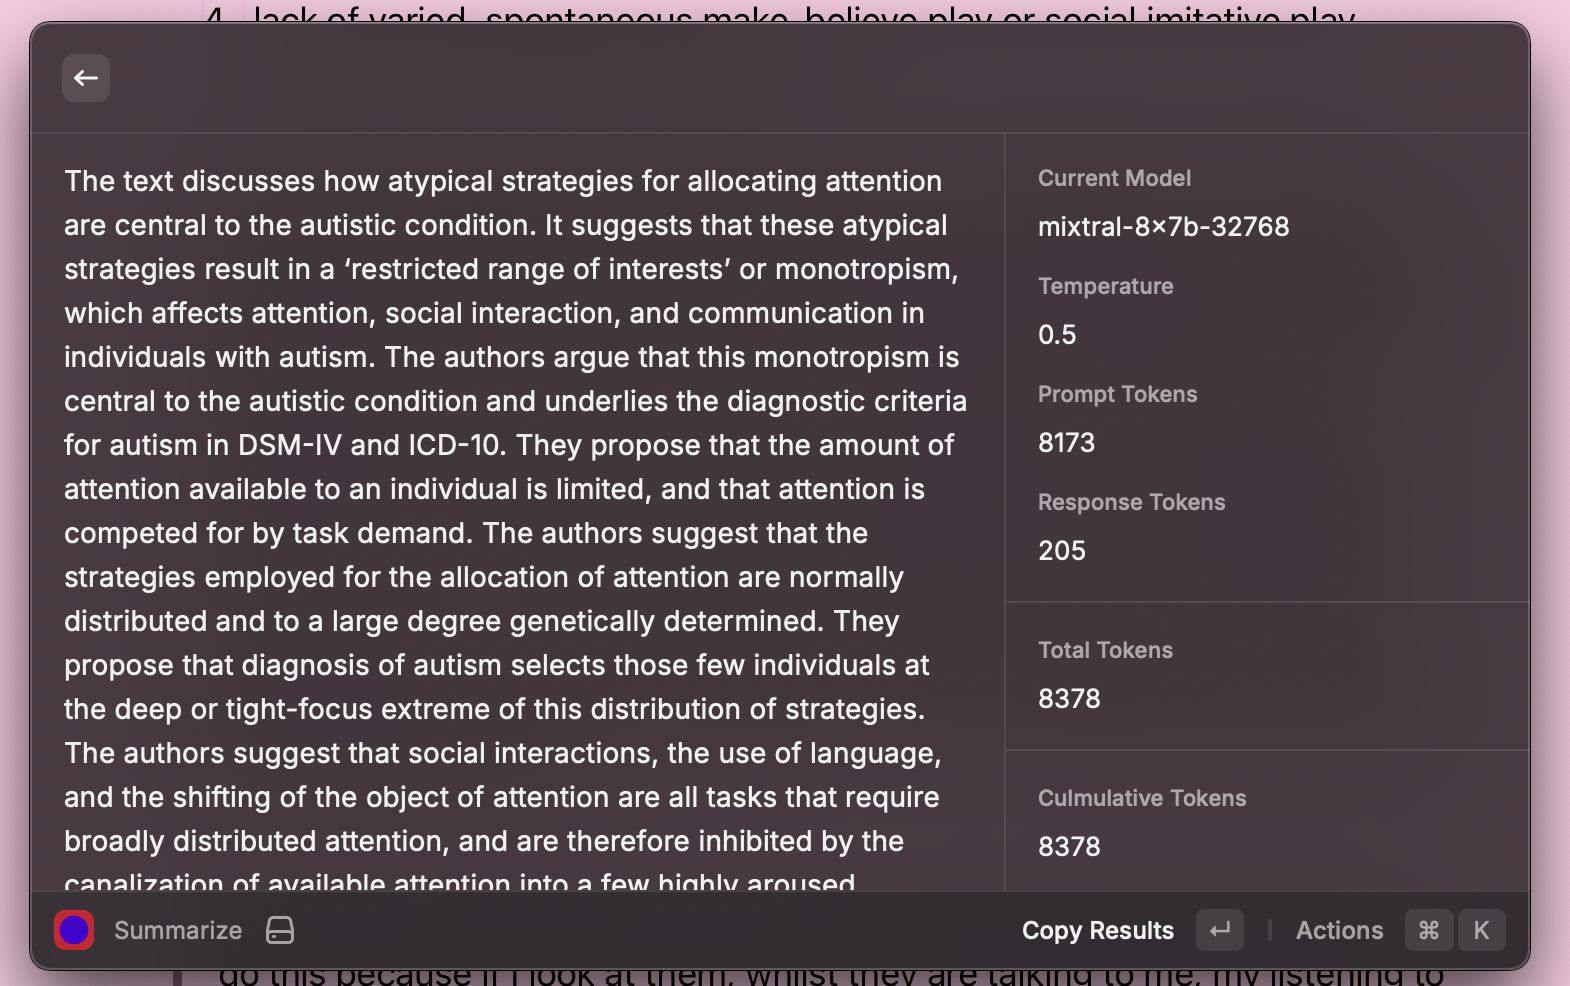 4. lack of varied, spontaneous make-believe play or social imitative play
The text discusses how atypical strategies for allocating attention
are central to the autistic condition. It suggests that these atypical
strategies result in a ‘restricted range of interests’ or monotropism,
which affects attention, social interaction, and communication in
individuals with autism. The authors argue that this monotropism is
central to the autistic condition and underlies the diagnostic criteria
for autism in DSM-IV and ICD-10. They propose that the amount of
attention available to an individual is limited, and that attention is
competed for by task demand. The authors suggest that the
strategies employed for the allocation of attention are normally
distributed and to a large degree genetically determined. They
propose that diagnosis of autism selects those few individuals at
the deep or tight-focus extreme of this distribution of strategies.
The authors suggest that social interactions, the use of language,
and the shifting of the object of attention are all tasks that require
broadly distributed attention, and are therefore inhibited by the
canalization of available attention into a few highly aroused
Current Model
mixtral-8x7b-32768
Temperature
0.5
Prompt Tokens
8173
Response Tokens
205
Total Tokens
8378
Culmulative Tokens
8378
Summarize
Copy Results ↵
Actions ⌘ K
do this because if I look at them, whilst they are talking to me, my listening to